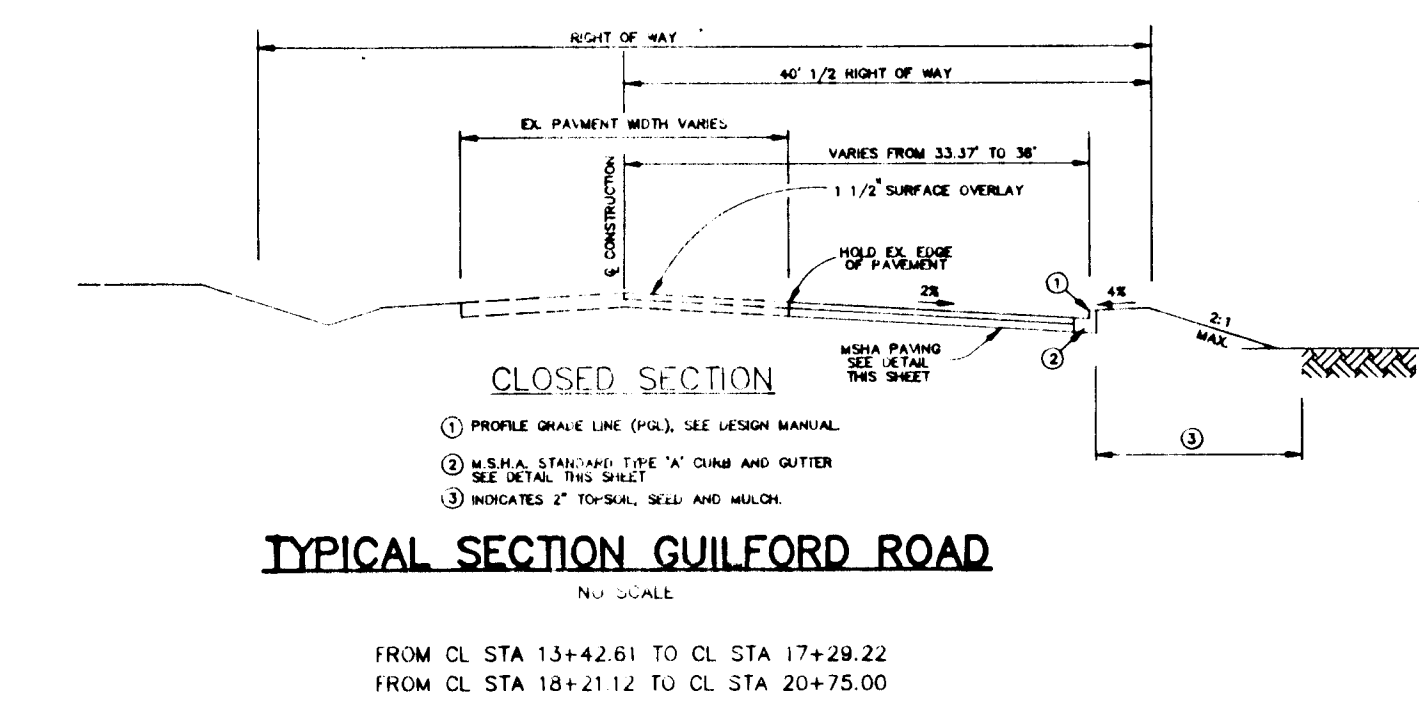 RIGHT OF WAY
40' 1/2 RIGHT OF WAY
EX. PAVMENT WIDTH VARIES
VARIES FROM 33.37' TO 36'
1 1/2" SURFACE OVERLAY
℄ CONSTRUCTION
HOLD EX. EDGE
OF PAVEMENT
2%
1
4%
2:1
MAX.
MSHA PAVING
SEE DETAIL
THIS SHEET
2
3
CLOSED SECTION
1 PROFILE GRADE LINE (PGL), SEE DESIGN MANUAL.
2 M.S.H.A. STANDARD TYPE 'A' CURB AND GUTTER
SEE DETAIL THIS SHEET
3 INDICATES 2" TOPSOIL, SEED AND MULCH.
TYPICAL SECTION GUILFORD ROAD
NO SCALE
FROM CL STA 13+42.61 TO CL STA 17+29.22
FROM CL STA 18+21.12 TO CL STA 20+75.00